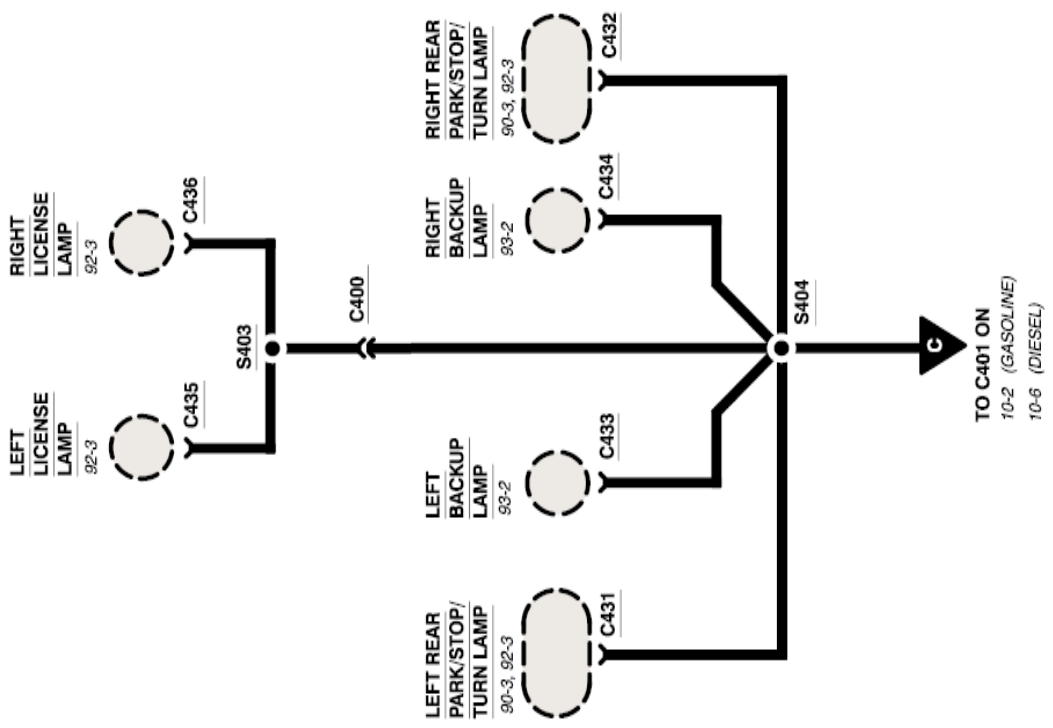 LEFT
LICENSE
LAMP
92-3
C435
RIGHT
LICENSE
LAMP
92-3
C436
S403
C400
LEFT REAR
PARK/STOP/
TURN LAMP
90-3, 92-3
C431
LEFT
BACKUP
LAMP
93-2
C433
RIGHT
BACKUP
LAMP
93-2
C434
RIGHT REAR
PARK/STOP/
TURN LAMP
90-3, 92-3
C432
S404
C
TO C401 ON
10-2 (GASOLINE)
10-6 (DIESEL)